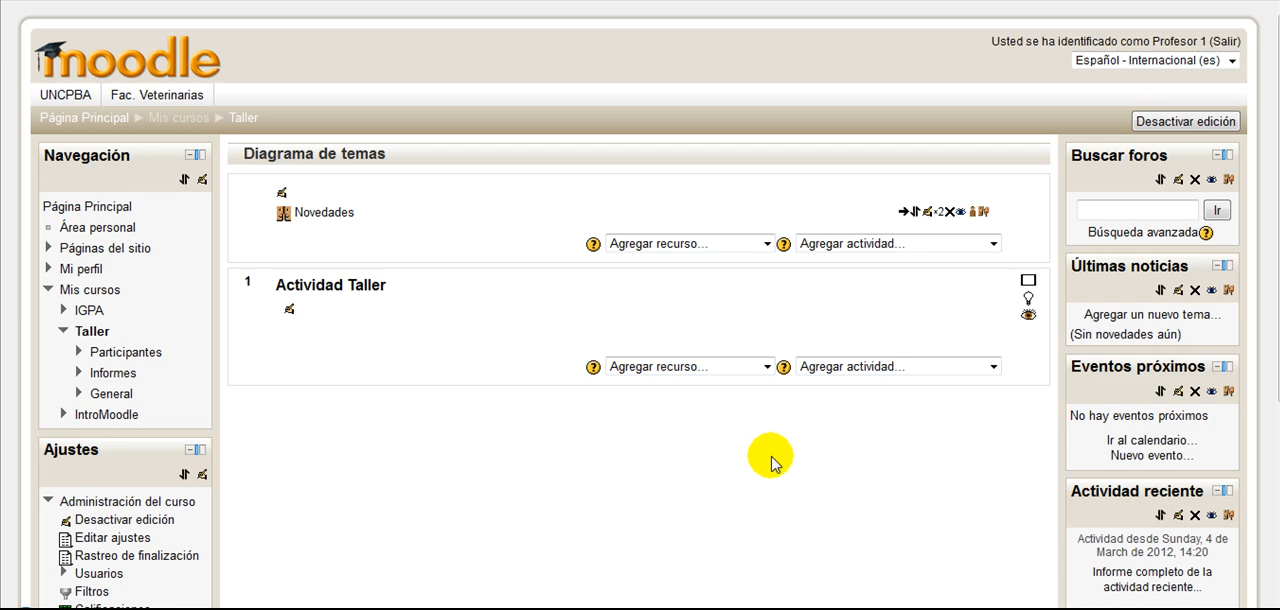 moodle
Usted se ha identificado como Profesor 1 (Salir)
Español - Internacional (es)
UNCPBA
Fac. Veterinarias
Página Principal ► Mis cursos ► Taller
Desactivar edición
Navegación
Página Principal
Área personal
Páginas del sitio
Mi perfil
Mis cursos
IGPA
Taller
Participantes
Informes
General
IntroMoodle
Ajustes
Administración del curso
Desactivar edición
Editar ajustes
Rastreo de finalización
Usuarios
Filtros
Calificaciones
Diagrama de temas
Novedades
×2
? Agregar recurso... ? Agregar actividad...
1 Actividad Taller
? Agregar recurso... ? Agregar actividad...
Buscar foros
Ir
Búsqueda avanzada ?
Últimas noticias
Agregar un nuevo tema...
(Sin novedades aún)
Eventos próximos
No hay eventos próximos
Ir al calendario...
Nuevo evento...
Actividad reciente
Actividad desde Sunday, 4 de
March de 2012, 14:20
Informe completo de la
actividad reciente...